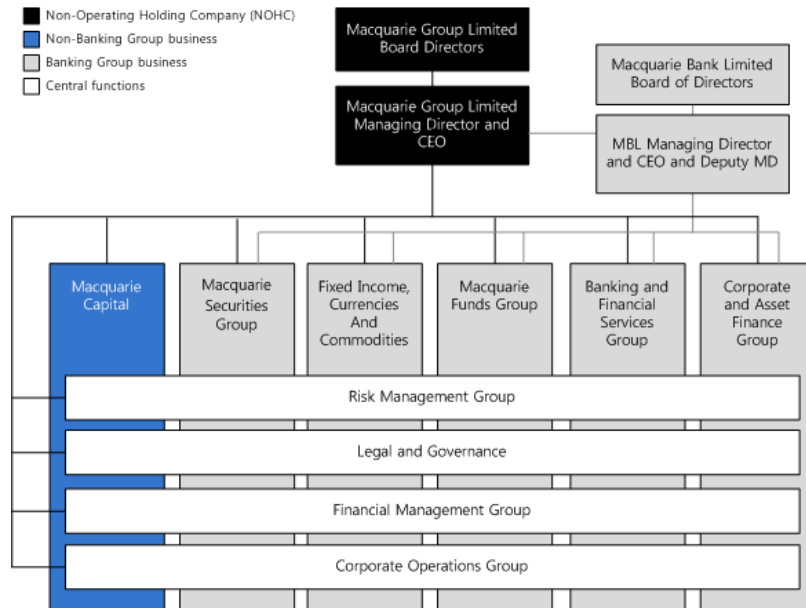 Non-Operating Holding Company (NOHC)
Non-Banking Group business
Banking Group business
Central functions
Macquarie Group Limited
Board Directors
Macquarie Bank Limited
Board of Directors
Macquarie Group Limited
Managing Director and
CEO
MBL Managing Director
and CEO and Deputy MD
Macquarie
Capital
Macquarie
Securities
Group
Fixed Income,
Currencies
And
Commodities
Macquarie
Funds Group
Banking and
Financial
Services
Group
Corporate
and Asset
Finance
Group
Risk Management Group
Legal and Governance
Financial Management Group
Corporate Operations Group